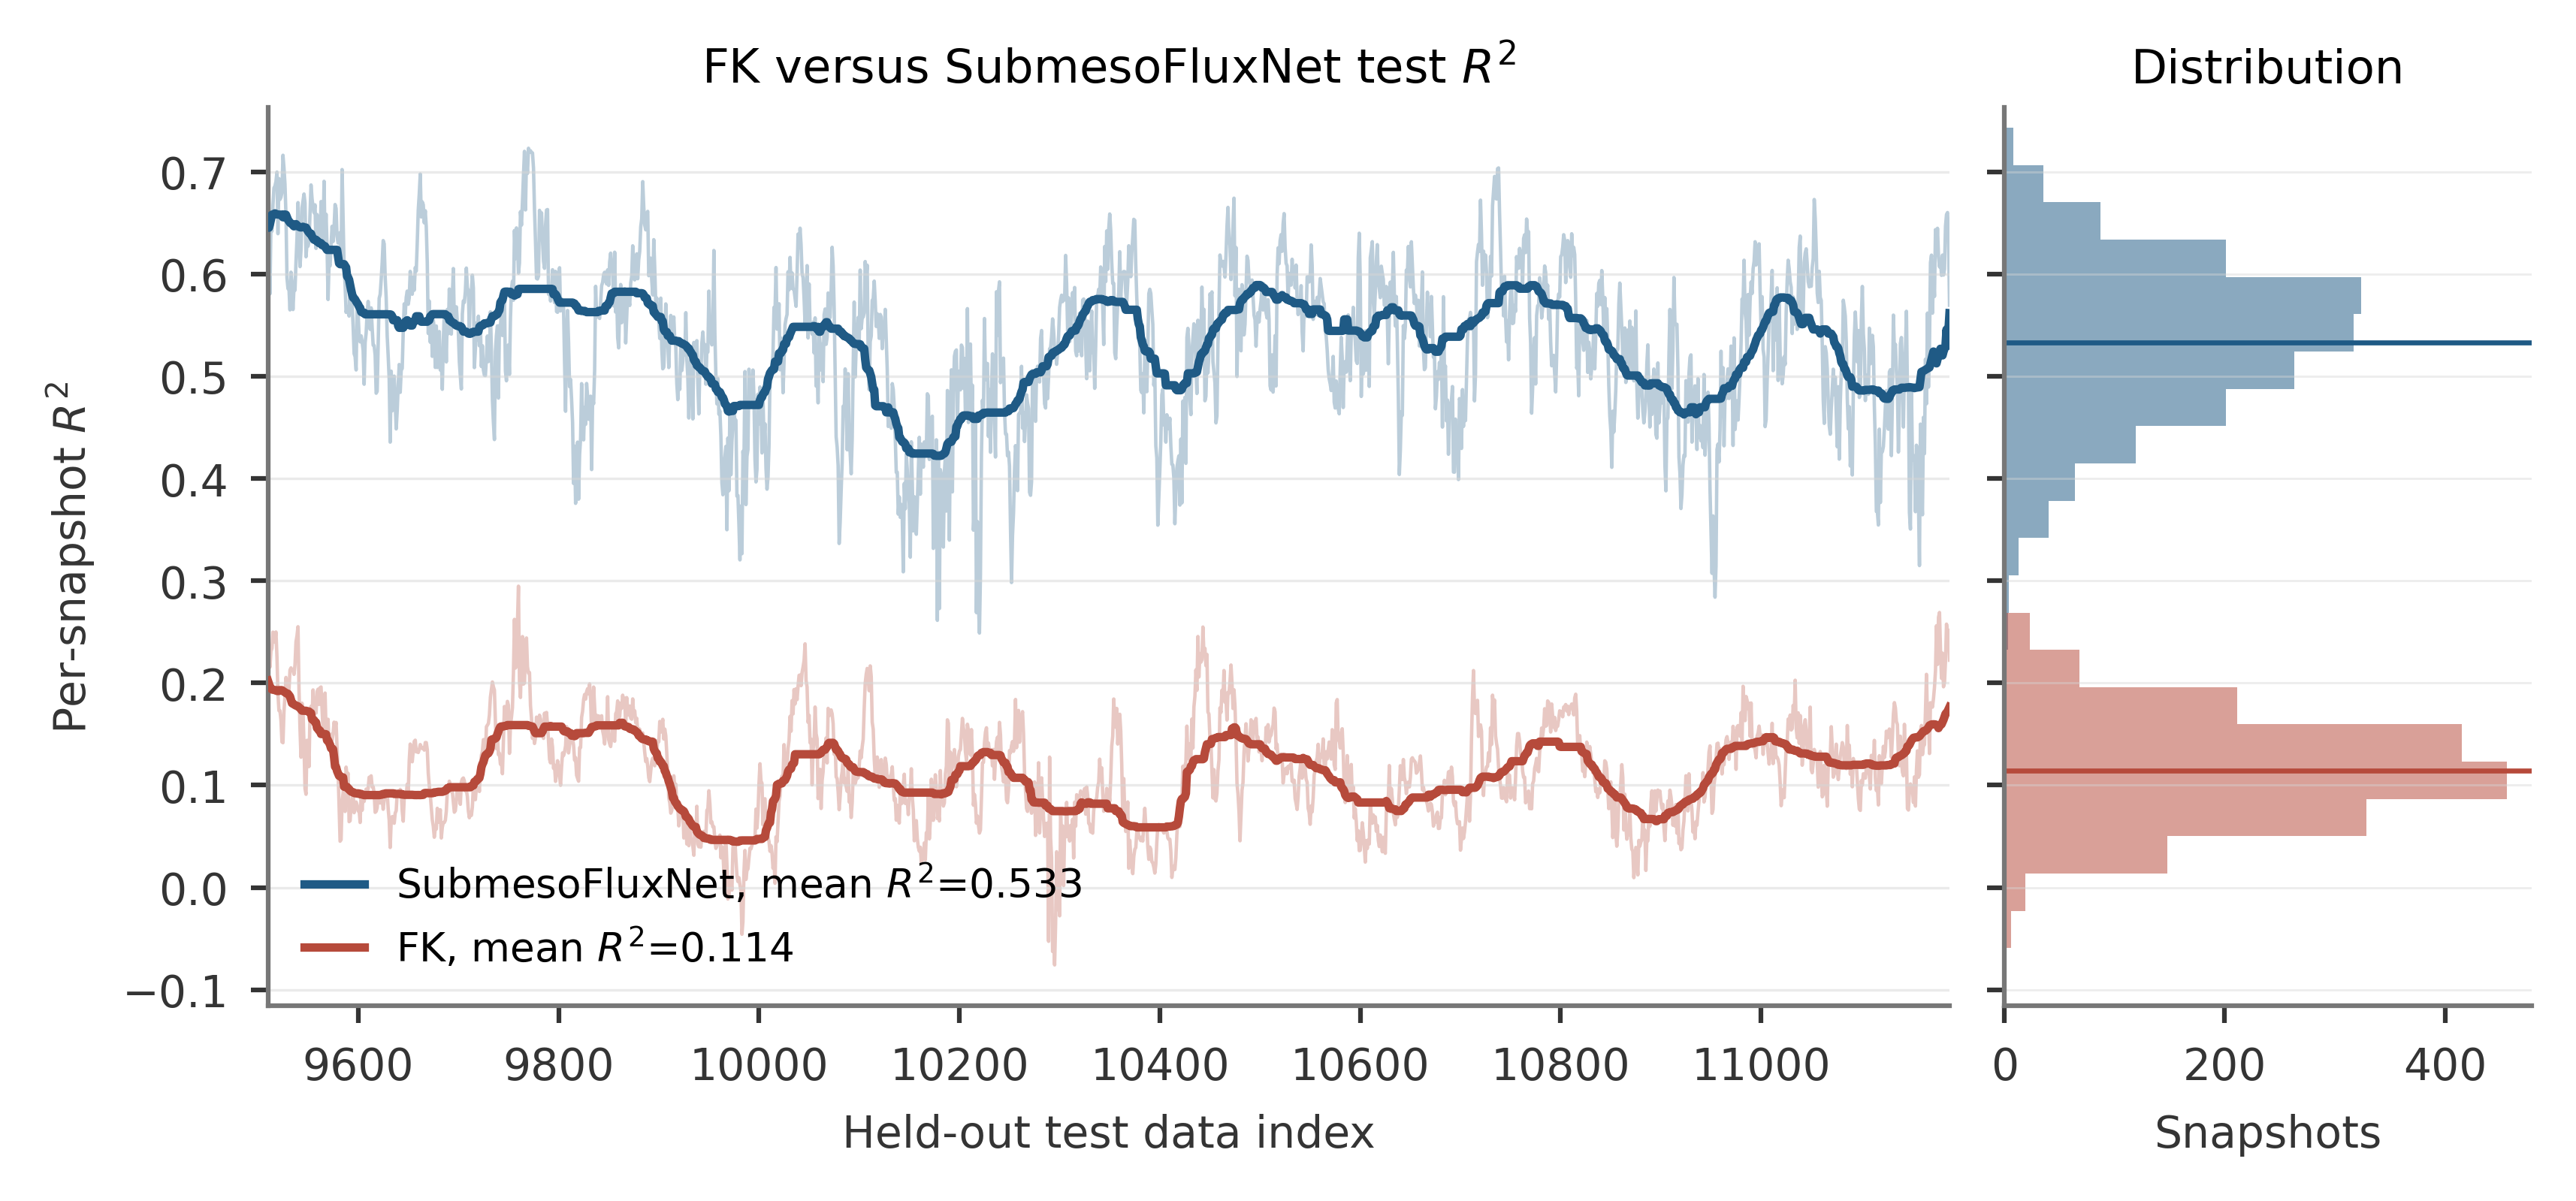 FK versus SubmesoFluxNet test R²
Distribution
Per-snapshot R²
0.7
0.6
0.5
0.4
0.3
0.2
0.1
0.0
−0.1
SubmesoFluxNet, mean R²=0.533
FK, mean R²=0.114
9600 9800 10000 10200 10400 10600 10800 11000
0 200 400
Held-out test data index
Snapshots